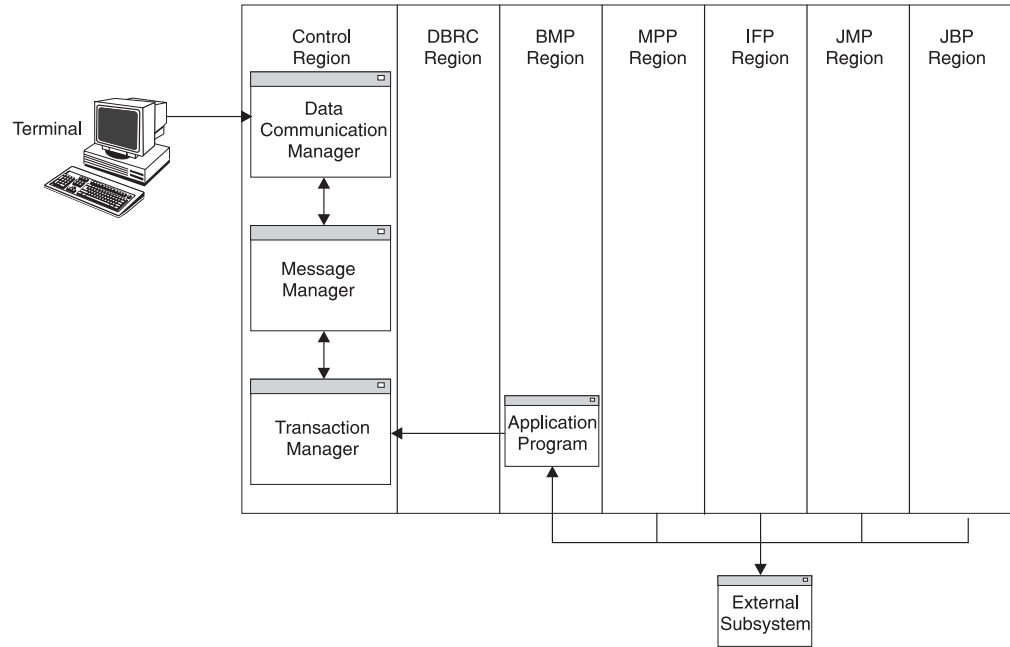 Control
Region
DBRC
Region
BMP
Region
MPP
Region
IFP
Region
JMP
Region
JBP
Region
Terminal
Data
Communication
Manager
Message
Manager
Transaction
Manager
Application
Program
External
Subsystem